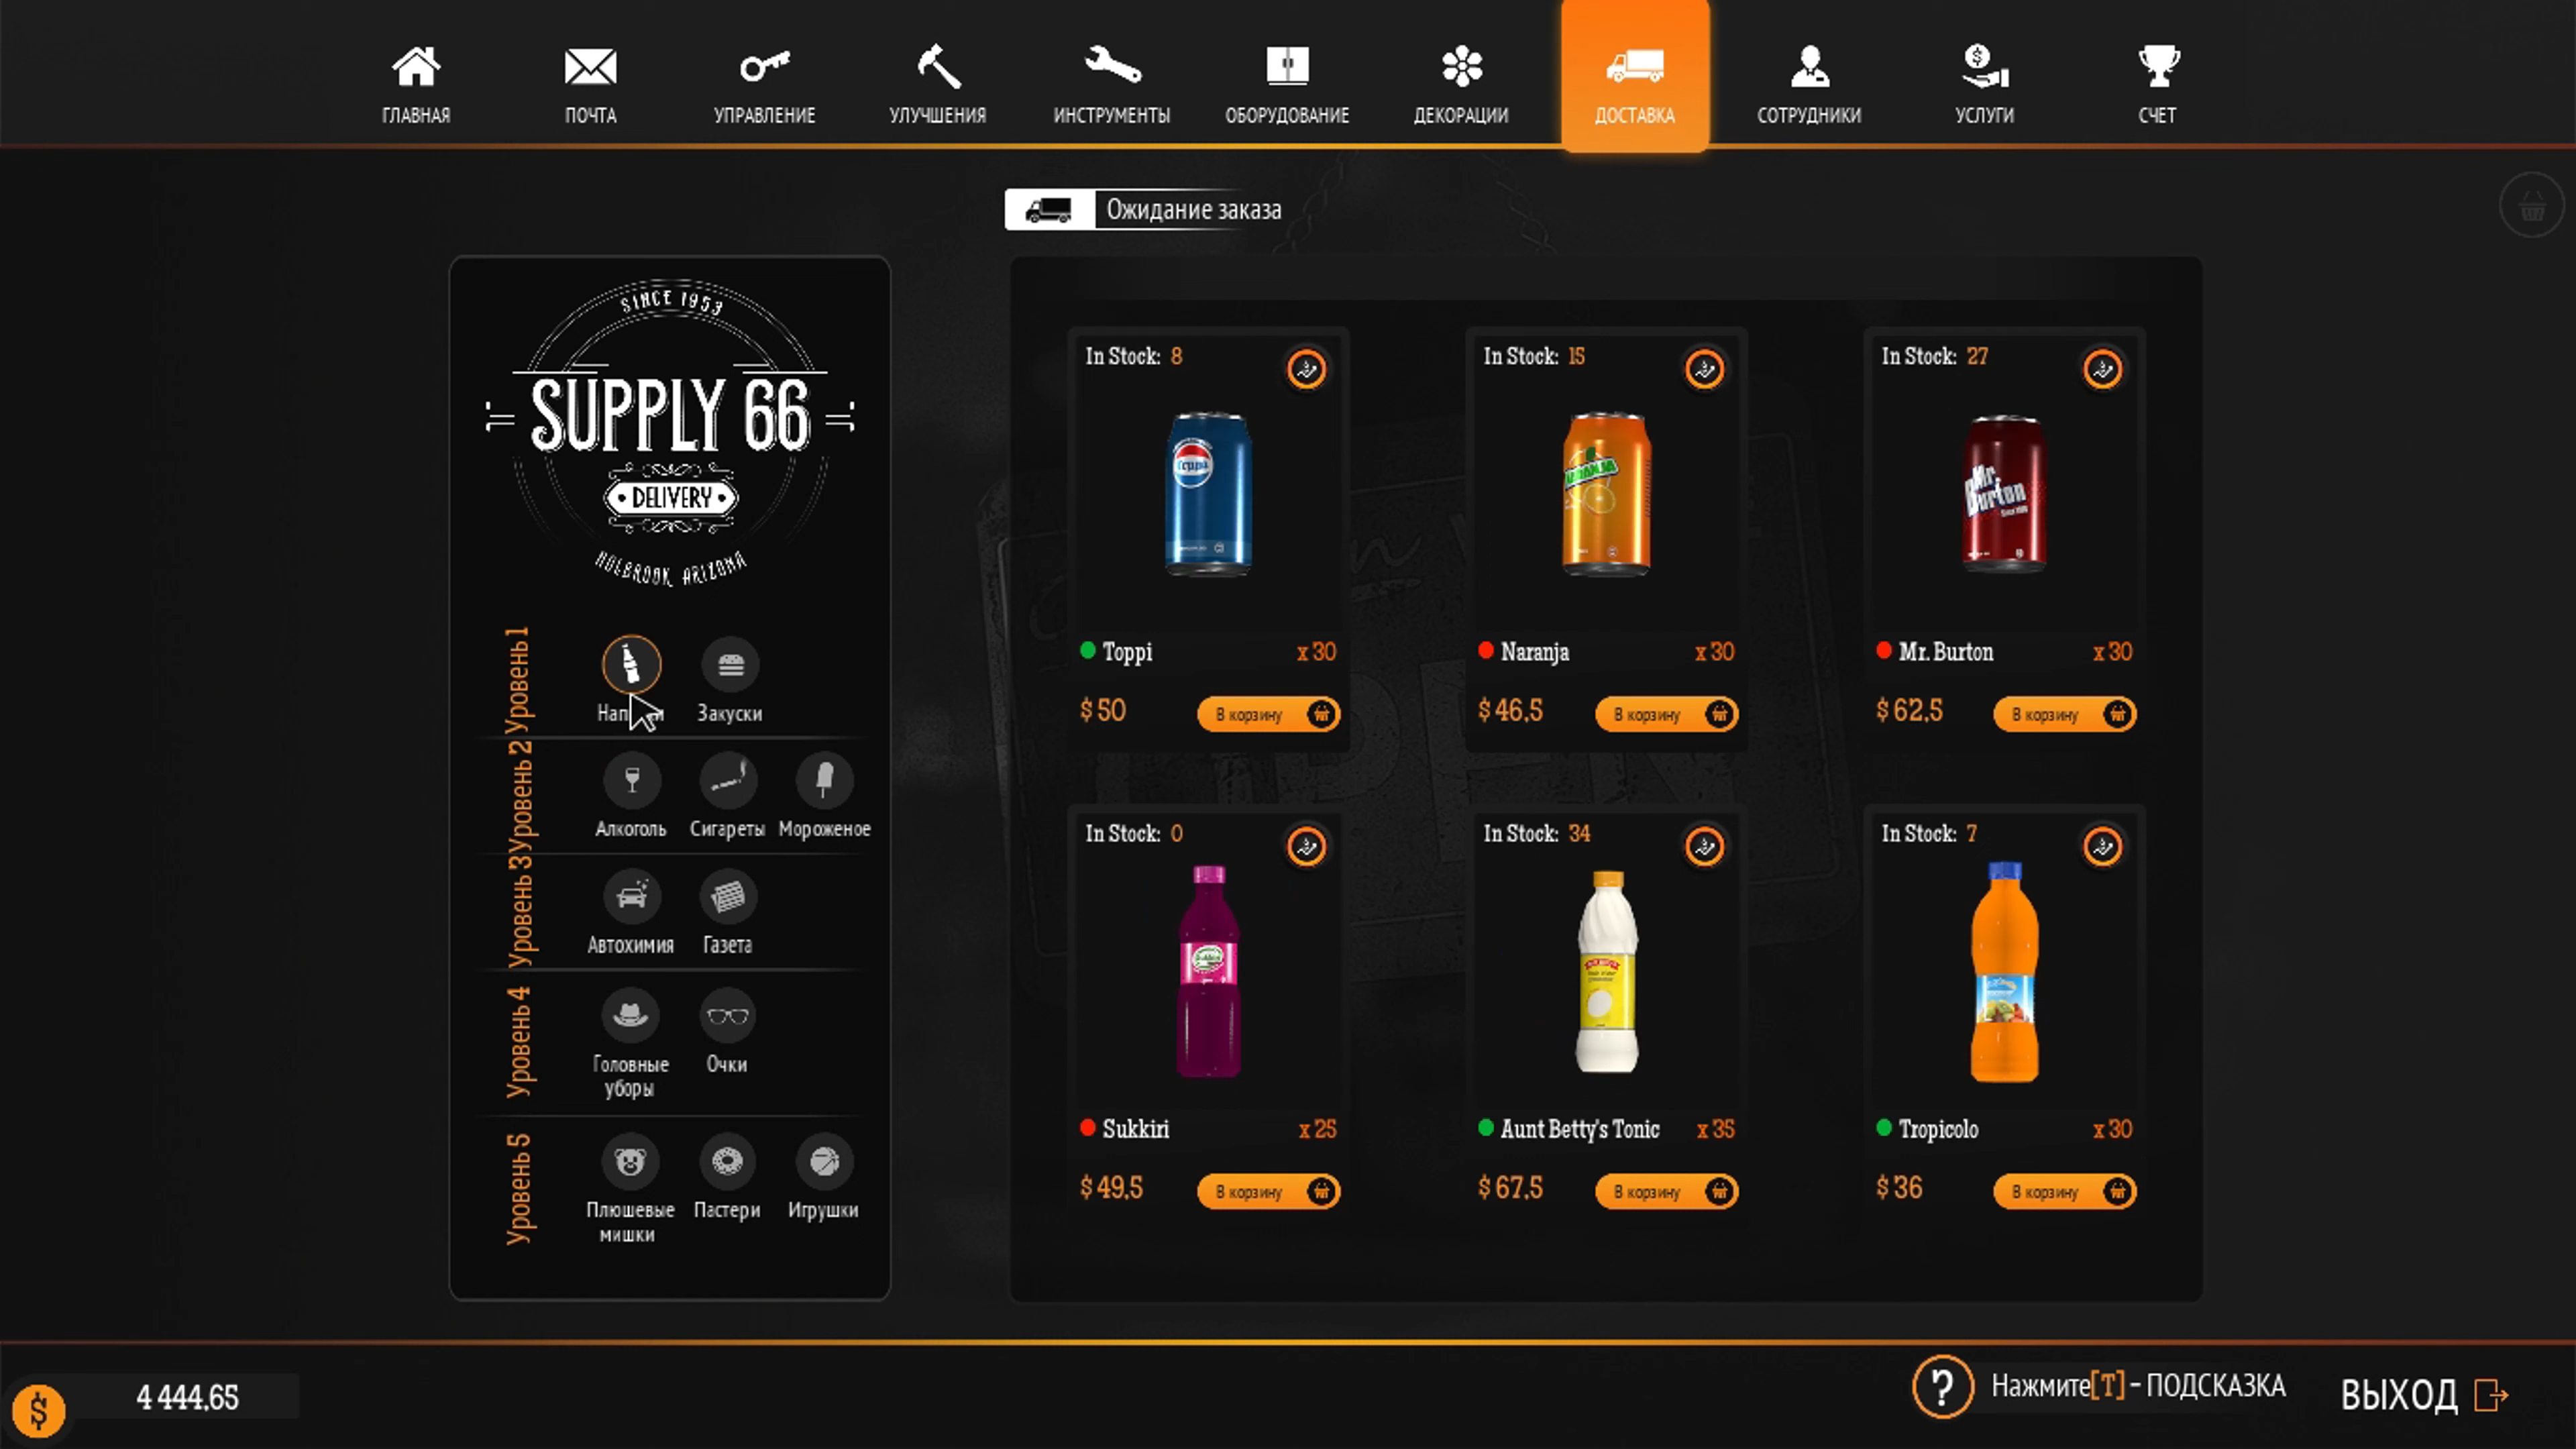 ГЛАВНАЯ
ПОЧТА
УПРАВЛЕНИЕ
УЛУЧШЕНИЯ
ИНСТРУМЕНТЫ
ОБОРУДОВАНИЕ
ДЕКОРАЦИИ
ДОСТАВКА
СОТРУДНИКИ
УСЛУГИ
СЧЕТ
Ожидание заказа
SINCE 1953
SUPPLY 66
• DELIVERY •
HOLBROOK, ARIZONA
Уровень 1
Закуски
Уровень 2
Алкоголь
Сигареты
Мороженое
Уровень 3
Автохимия
Газета
Уровень 4
Головные
уборы
Очки
Уровень 5
Плюшевые
мишки
Пастери
Игрушки
In Stock: 8
Toppi x 30
$ 50
В корзину
In Stock: 15
NARANJA
Naranja x 30
$ 46,5
В корзину
In Stock: 27
Mr.
Burton
Mr. Burton x 30
$ 62,5
В корзину
In Stock: 0
Sukkiri x 25
$ 49,5
В корзину
In Stock: 34
Aunt Betty's Tonic x 35
$ 67,5
В корзину
In Stock: 7
Tropicolo x 30
$ 36
В корзину
$ 4 444,65
? Нажмите[T] - ПОДСКАЗКА
ВЫХОД